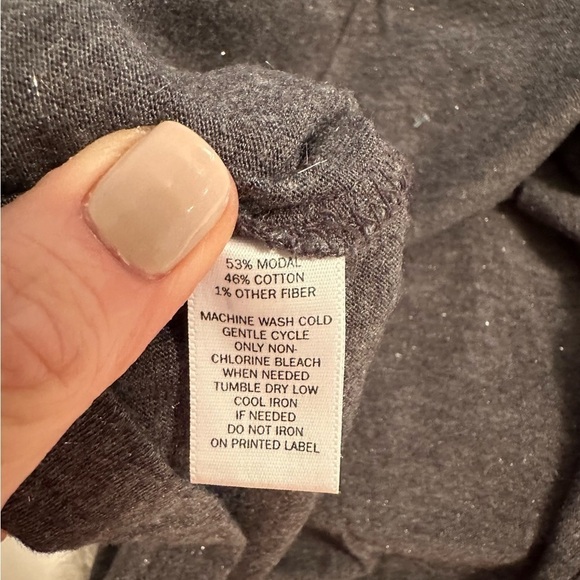 53% MODAL
46% COTTON
1% OTHER FIBER
MACHINE WASH COLD
GENTLE CYCLE
ONLY NON-
CHLORINE BLEACH
WHEN NEEDED
TUMBLE DRY LOW
COOL IRON
IF NEEDED
DO NOT IRON
ON PRINTED LABEL